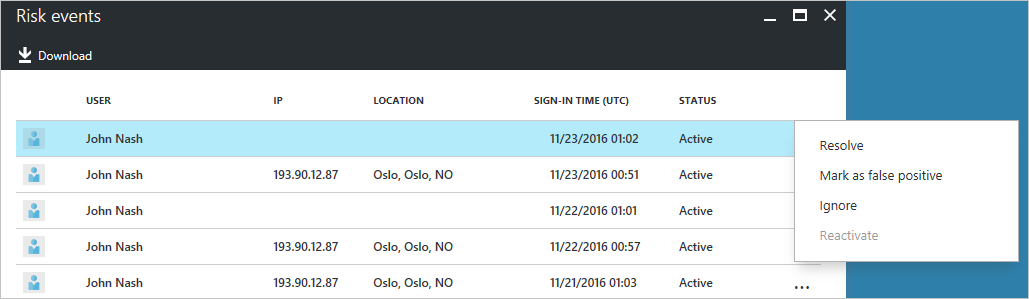 Risk events
Download
USER IP LOCATION SIGN-IN TIME (UTC) STATUS
John Nash 11/23/2016 01:02 Active
Resolve
John Nash 193.90.12.87 Oslo, Oslo, NO 11/23/2016 00:51 Active
Mark as false positive
John Nash 11/22/2016 01:01 Active
Ignore
Reactivate
John Nash 193.90.12.87 Oslo, Oslo, NO 11/22/2016 00:57 Active
John Nash 193.90.12.87 Oslo, Oslo, NO 11/21/2016 01:03 Active ...